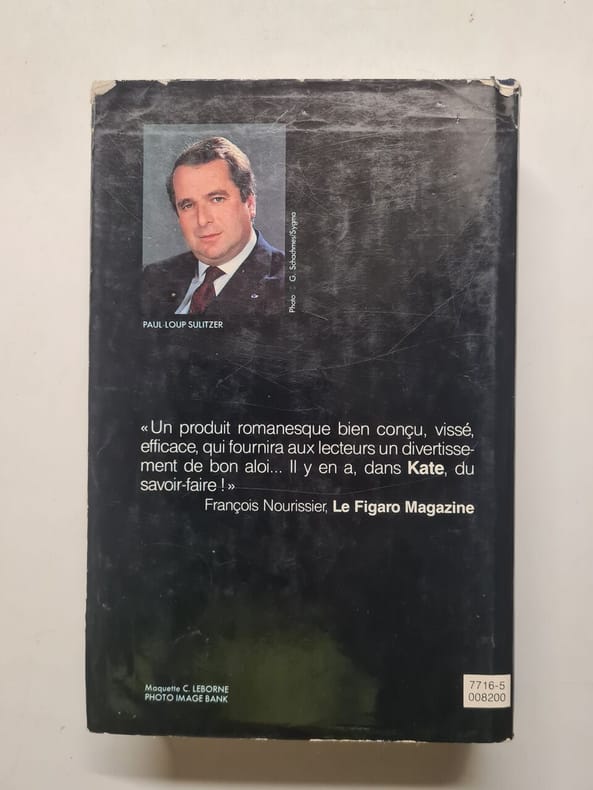 Photo : G. Schachmes/Sygma
PAUL-LOUP SULITZER
« Un produit romanesque bien conçu, vissé,
efficace, qui fournira aux lecteurs un divertisse-
ment de bon aloi... Il y en a, dans Kate, du
savoir-faire ! »
François Nourissier, Le Figaro Magazine
Maquette C. LEBORNE
PHOTO IMAGE BANK
7716-5
008200